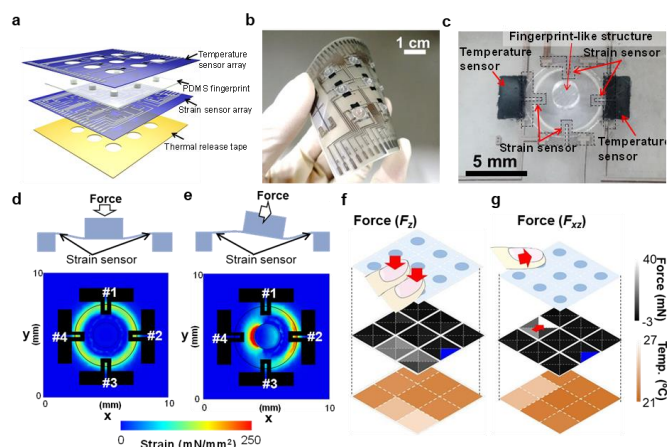 a
Temperature
sensor array
PDMS fingerprint
Strain sensor array
Thermal release tape
b
1 cm
c
Fingerprint-like structure
Temperature
sensor
Strain sensor
Strain
sensor
Temperature
sensor
5 mm
d
Force
Strain sensor
10
y
(mm)
0
#1
#2
#3
#4
(mm)
10
x
e
Force
Strain sensor
10
y
(mm)
0
#1
#2
#3
#4
(mm)
10
x
0
250
Strain (mN/mm²)
f
Force (Fz)
g
Force (Fxz)
40
-3
Force (mN)
27
21
Temp. (ºC)